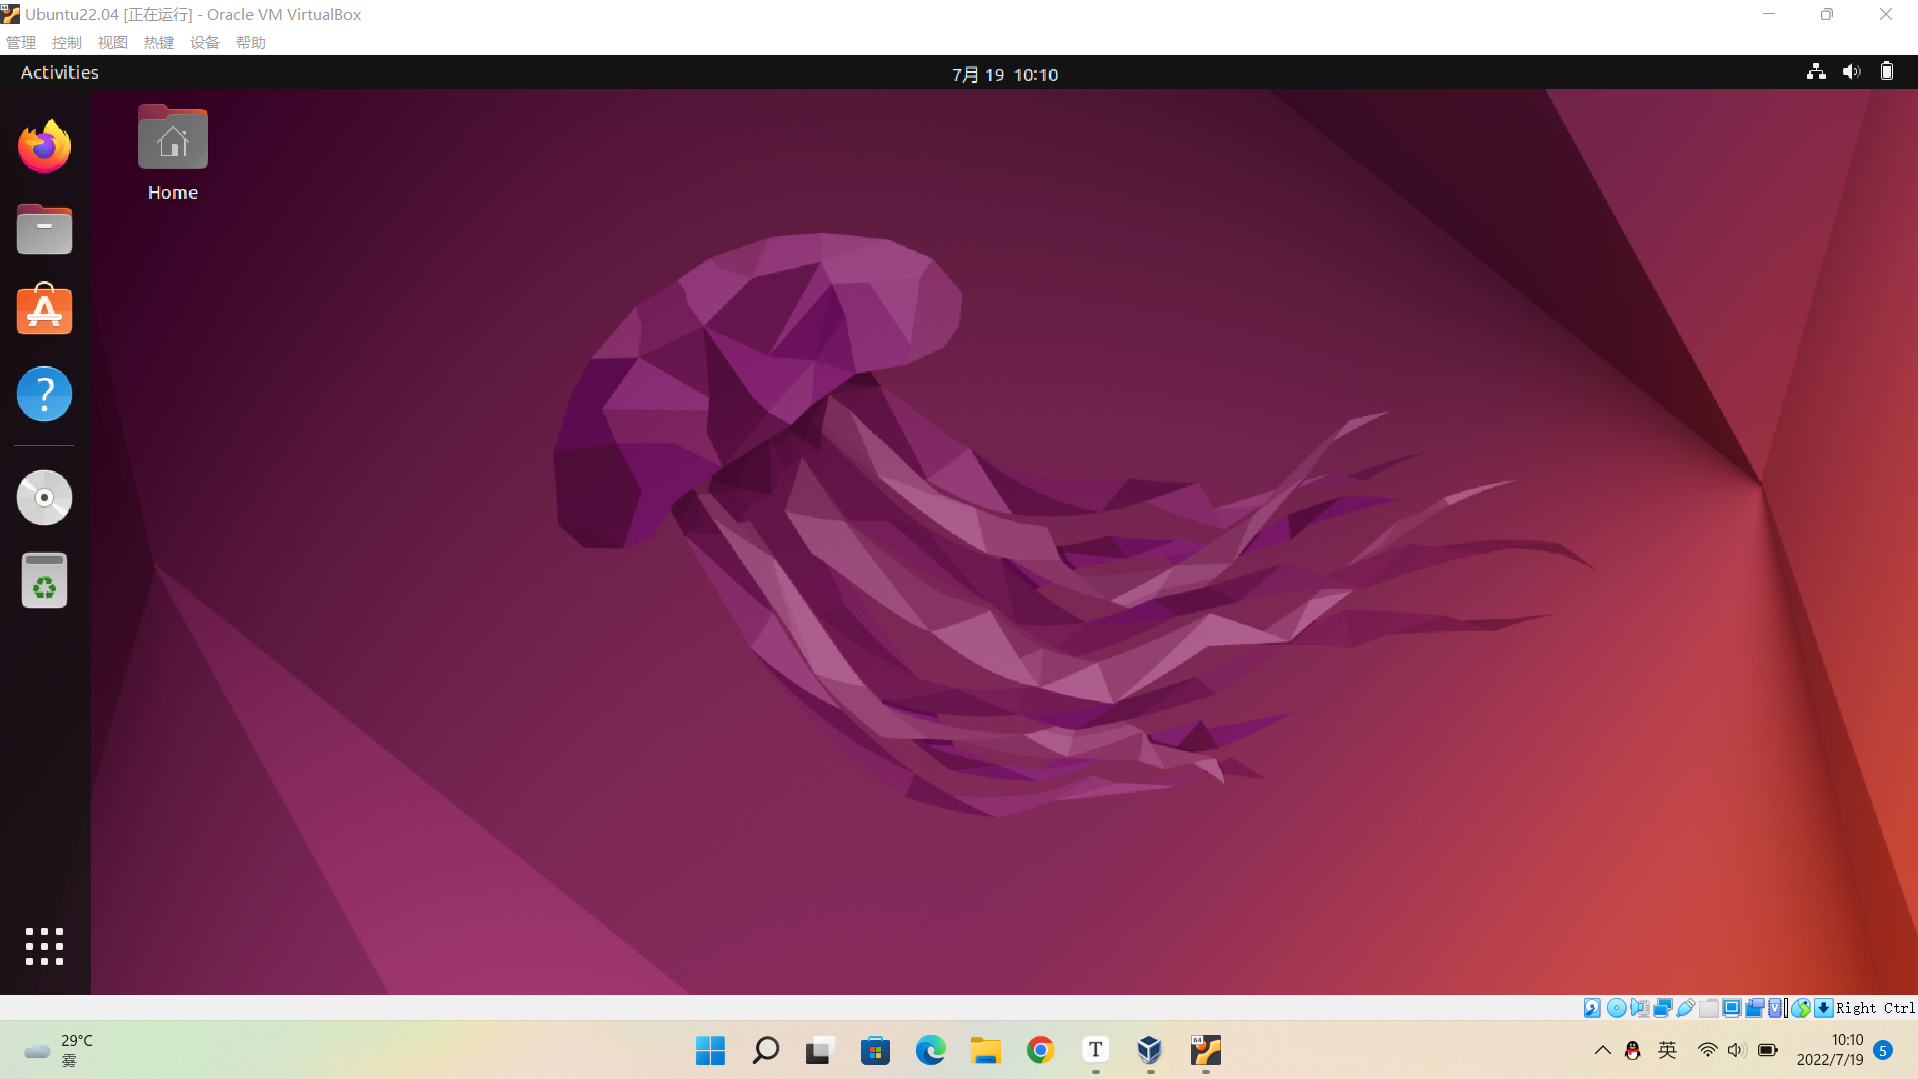 Ubuntu22.04 [正在运行] - Oracle VM VirtualBox
管理 控制 视图 热键 设备 帮助
Activities
7月 19 10:10
Home
Right Ctrl
29°C
雾
T
64
英
10:10
2022/7/19
5